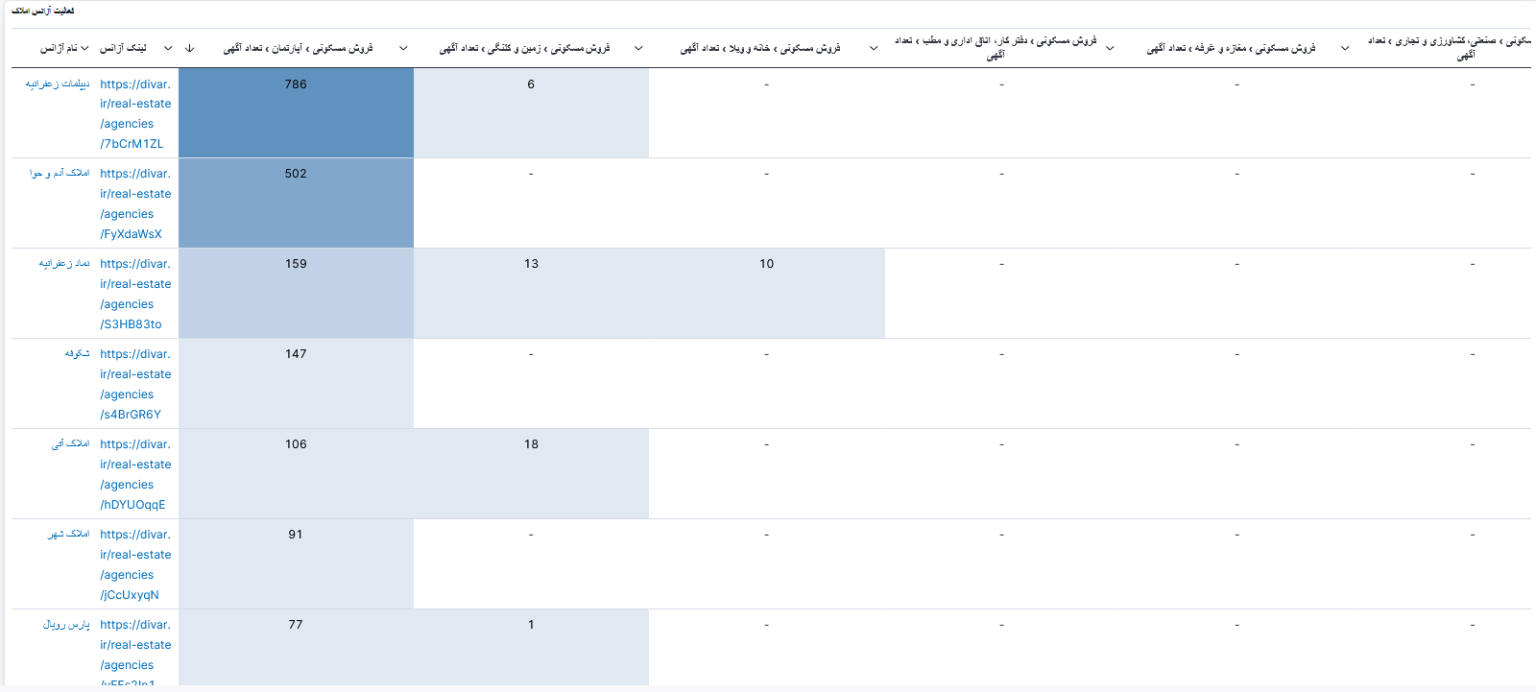 فعالیت آژانس املاک
نام آژانس
لینک آژانس
فروش مسکونی › آپارتمان › تعداد آگهی
فروش مسکونی › زمین و کلنگی › تعداد آگهی
فروش مسکونی › خانه و ویلا › تعداد آگهی
فروش مسکونی › دفتر کار، اتاق اداری و مطب › تعداد
آگهی
فروش مسکونی › مغازه و غرفه › تعداد آگهی
صنعتی، کشاورزی و تجاری › تعداد
آگهی
دیپلمات زعفرانیه
https://divar.
ir/real-estate
/agencies
/7bCrM1ZL
786
6
-
-
-
-
املاک آدم و حوا
https://divar.
ir/real-estate
/agencies
/FyXdaWsX
502
-
-
-
-
-
نماد زعفرانیه
https://divar.
ir/real-estate
/agencies
/S3HB83to
159
13
10
-
-
-
شکوفه
https://divar.
ir/real-estate
/agencies
/s4BrGR6Y
147
-
-
-
-
-
املاک آتی
https://divar.
ir/real-estate
/agencies
/hDYUOqqE
106
18
-
-
-
-
املاک شهر
https://divar.
ir/real-estate
/agencies
/jCcUxyqN
91
-
-
-
-
-
پارس رویال
https://divar.
ir/real-estate
/agencies
77
1
-
-
-
-